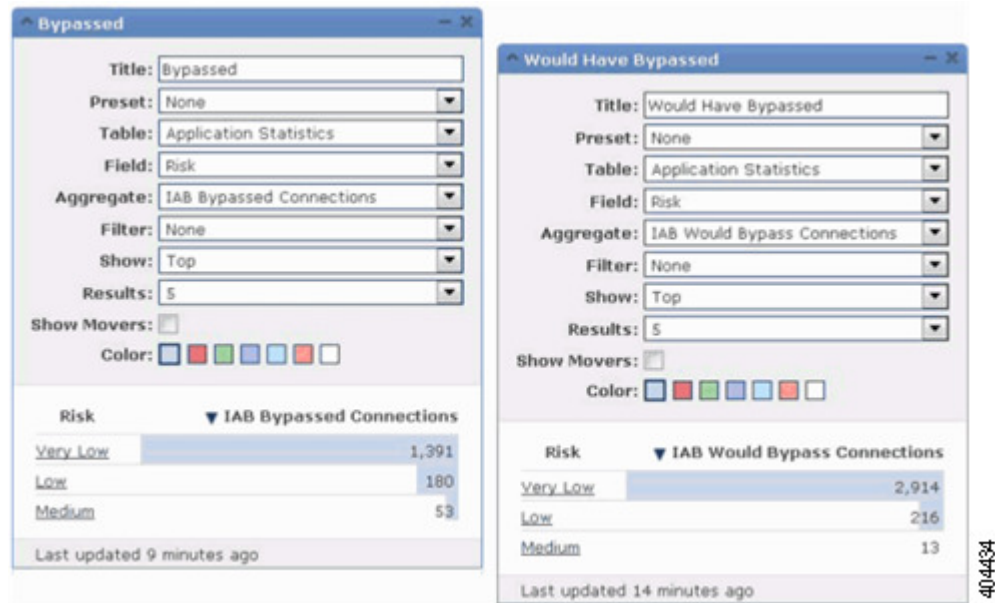 Bypassed
Title: Bypassed
Preset: None
Table: Application Statistics
Field: Risk
Aggregate: IAB Bypassed Connections
Filter: None
Show: Top
Results: 5
Show Movers:
Color:
Risk IAB Bypassed Connections
Very Low 1,391
Low 180
Medium 53
Last updated 9 minutes ago
Would Have Bypassed
Title: Would Have Bypassed
Preset: None
Table: Application Statistics
Field: Risk
Aggregate: IAB Would Bypass Connections
Filter: None
Show: Top
Results: 5
Show Movers:
Color:
Risk IAB Would Bypass Connections
Very Low 2,914
Low 216
Medium 13
Last updated 14 minutes ago
404434